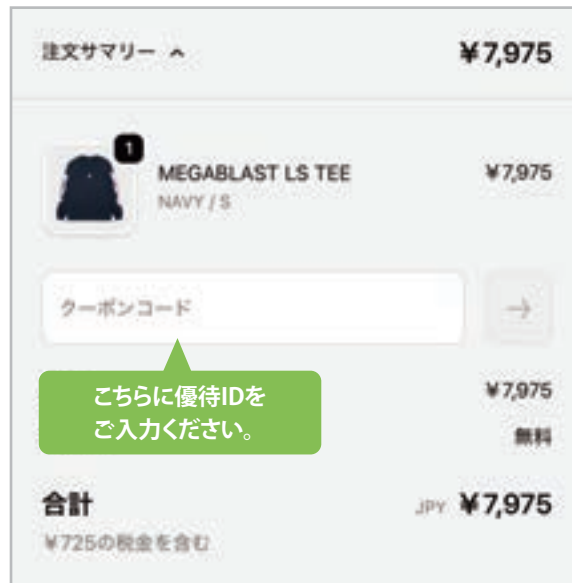 注文サマリー ^ ¥7,975
1
MEGABLAST LS TEE ¥7,975
NAVY / S
クーポンコード →
こちらに優待IDを
ご入力ください。
¥7,975
無料
合計 JPY ¥7,975
¥725の税金を含む